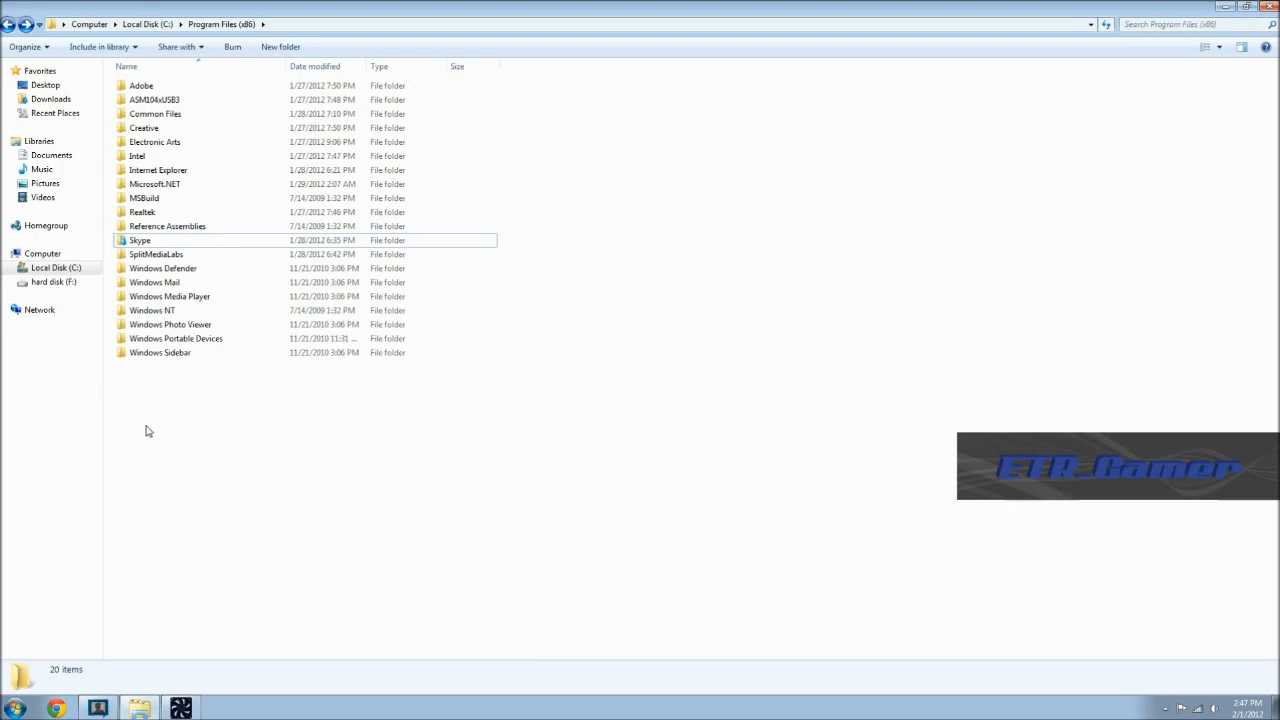 Computer Local Disk (C:) Program Files (x86) Search Program Files (x86)
Organize Include in library Share with Burn New folder
Name Date modified Type Size
Favorites
Desktop
Downloads
Recent Places
Libraries
Documents
Music
Pictures
Videos
Homegroup
Computer
Local Disk (C:)
hard disk (F:)
Network
Adobe 1/27/2012 7:50 PM File folder
ASM104xUSB3 1/27/2012 7:48 PM File folder
Common Files 1/28/2012 7:10 PM File folder
Creative 1/27/2012 7:50 PM File folder
Electronic Arts 1/27/2012 9:06 PM File folder
Intel 1/27/2012 7:47 PM File folder
Internet Explorer 1/28/2012 6:21 PM File folder
Microsoft.NET 1/29/2012 2:07 AM File folder
MSBuild 7/14/2009 1:32 PM File folder
Realtek 1/27/2012 7:46 PM File folder
Reference Assemblies 7/14/2009 1:32 PM File folder
Skype 1/28/2012 6:35 PM File folder
SplitMediaLabs 1/28/2012 6:42 PM File folder
Windows Defender 11/21/2010 3:06 PM File folder
Windows Mail 11/21/2010 3:06 PM File folder
Windows Media Player 11/21/2010 3:06 PM File folder
Windows NT 7/14/2009 1:32 PM File folder
Windows Photo Viewer 11/21/2010 3:06 PM File folder
Windows Portable Devices 11/21/2010 11:31 ... File folder
Windows Sidebar 11/21/2010 3:06 PM File folder
ETR_Gamer
20 items
2:47 PM
2/1/2012